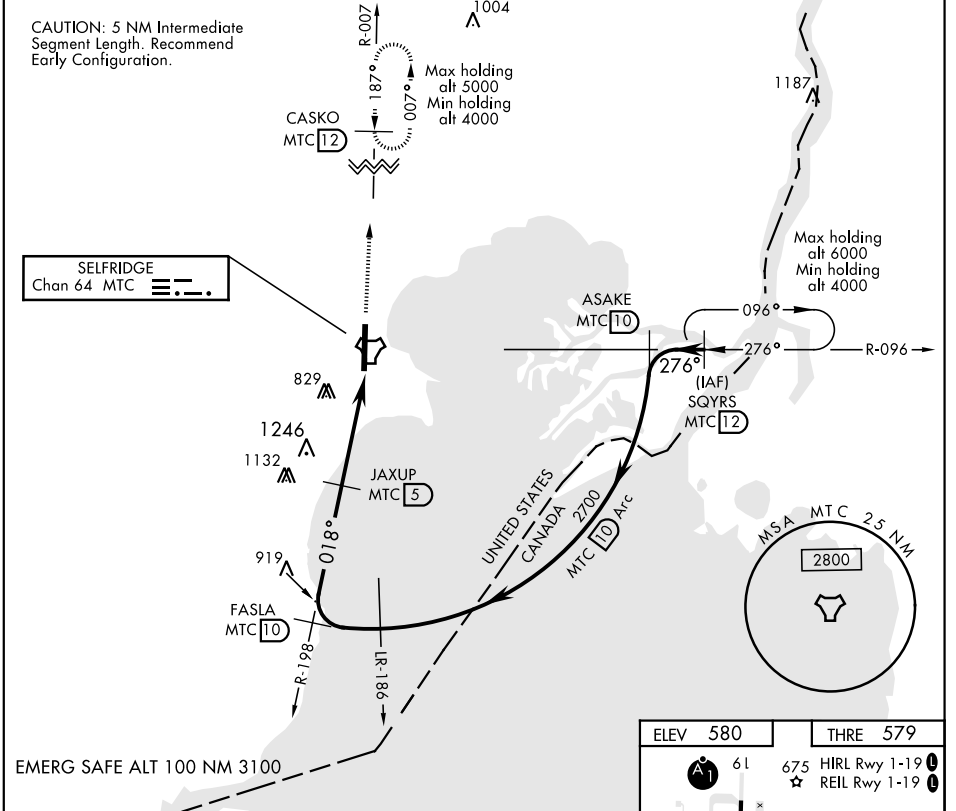 CAUTION: 5 NM Intermediate
Segment Length. Recommend
Early Configuration.
R-007
1004
187°
007°
Max holding
alt 5000
Min holding
alt 4000
CASKO
MTC 12
1187
SELFRIDGE
Chan 64 MTC
Max holding
alt 6000
Min holding
alt 4000
ASAKE
MTC 10
096°
276°
R-096
276°
(IAF)
SQYRS
MTC 12
829
1246
1132
JAXUP
MTC 5
UNITED STATES
CANADA
2700
MTC 10 Arc
018°
919
FASLA
MTC 10
R-198
LR-186
MSA MTC 25 NM
2800
EMERG SAFE ALT 100 NM 3100
ELEV 580
THRE 579
A1
19
675
HIRL Rwy 1-19 L
REIL Rwy 1-19 L